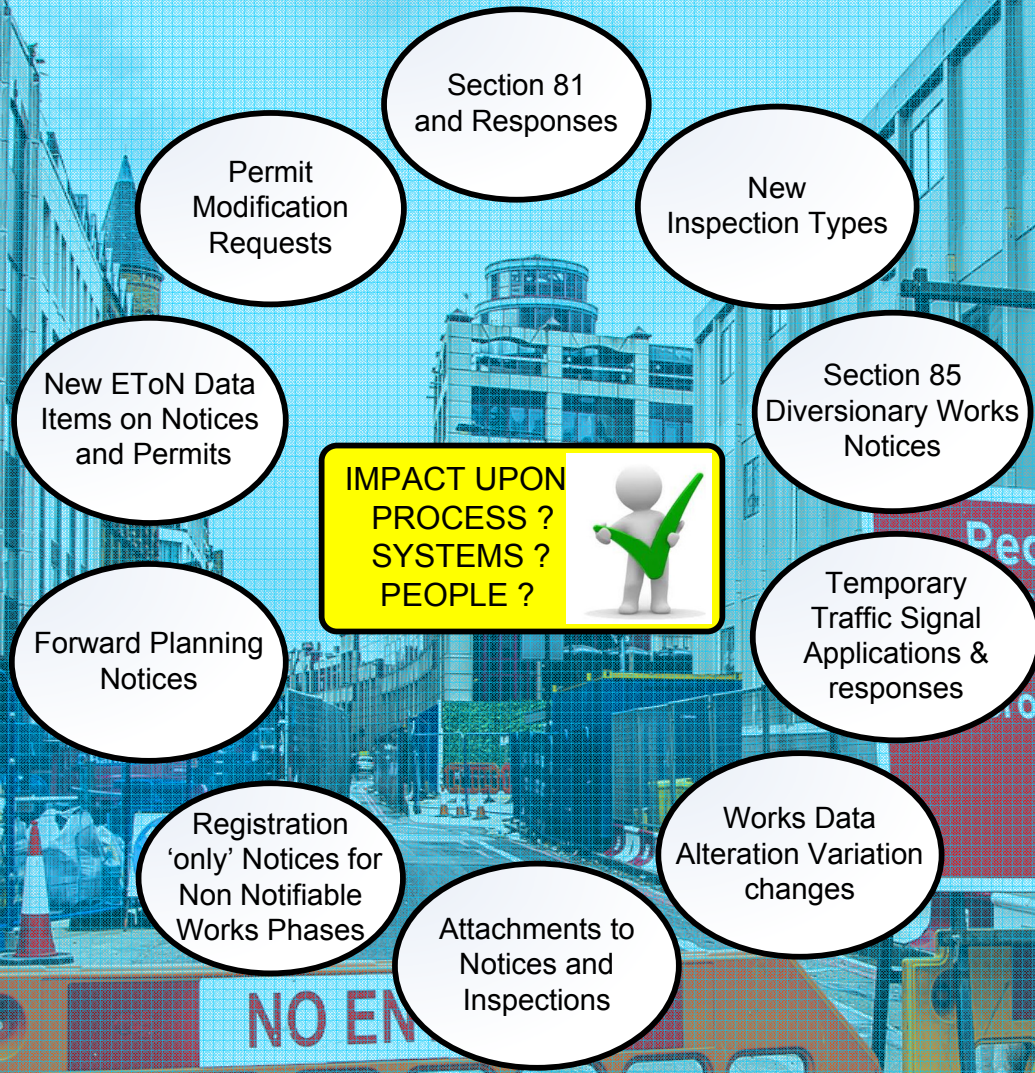 Section 81
and Responses
New
Inspection Types
Section 85
Diversionary Works
Notices
Temporary
Traffic Signal
Applications &
responses
Works Data
Alteration Variation
changes
Attachments to
Notices and
Inspections
Registration
‘only’ Notices for
Non Notifiable
Works Phases
Forward Planning
Notices
New EToN Data
Items on Notices
and Permits
Permit
Modification
Requests
IMPACT UPON
PROCESS ?
SYSTEMS ?
PEOPLE ?
NO EN